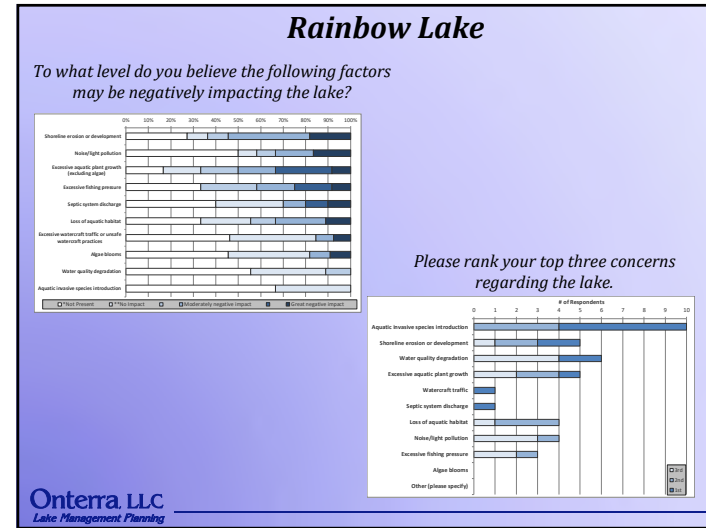 Rainbow Lake
To what level do you believe the following factors
may be negatively impacting the lake?
0% 10% 20% 30% 40% 50% 60% 70% 80% 90% 100%
Shoreline erosion or development
Noise/light pollution
Excessive aquatic plant growth
(excluding algae)
Excessive fishing pressure
Septic system discharge
Loss of aquatic habitat
Excessive watercraft traffic or unsafe
watercraft practices
Algae blooms
Water quality degradation
Aquatic invasive species introduction
*Not Present **No Impact Moderately negative impact Great negative impact
Please rank your top three concerns
regarding the lake.
# of Respondents
0 1 2 3 4 5 6 7 8 9 10
Aquatic invasive species introduction
Shoreline erosion or development
Water quality degradation
Excessive aquatic plant growth
Watercraft traffic
Septic system discharge
Loss of aquatic habitat
Noise/light pollution
Excessive fishing pressure
Algae blooms
Other (please specify)
3rd
2nd
1st
Onterra, LLC
Lake Management Planning